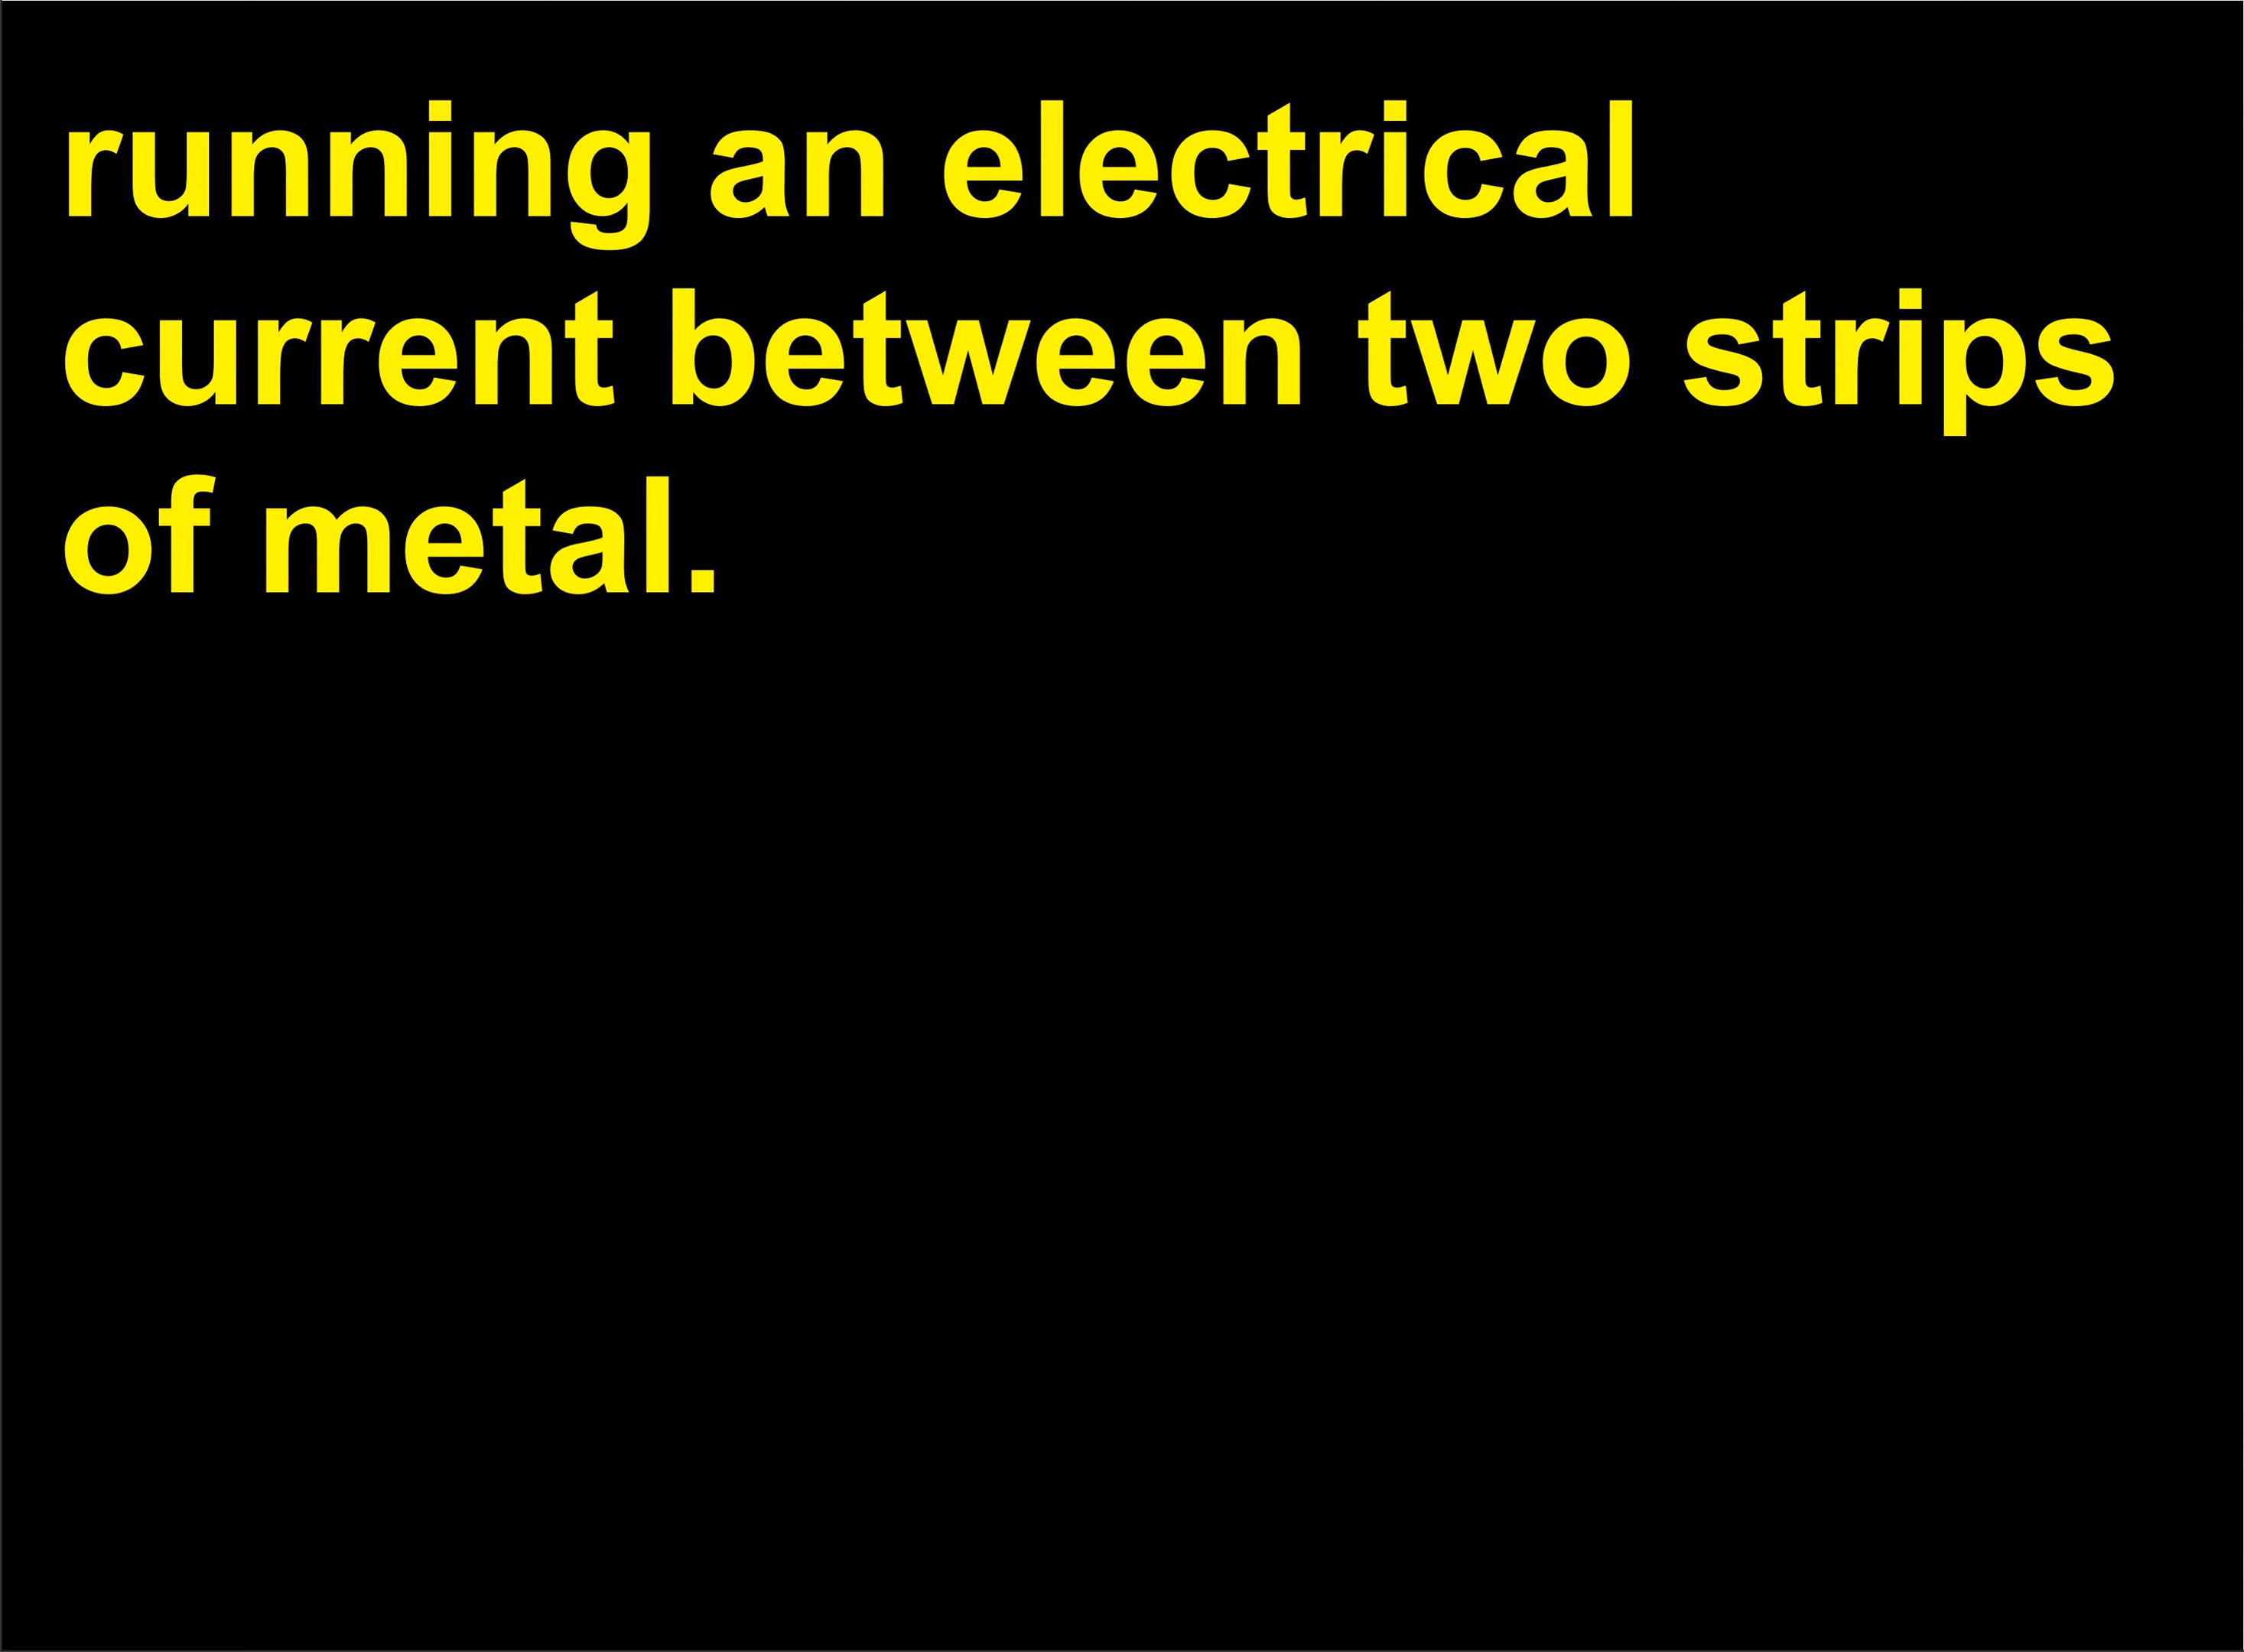 running an electrical
current between two strips
of metal.